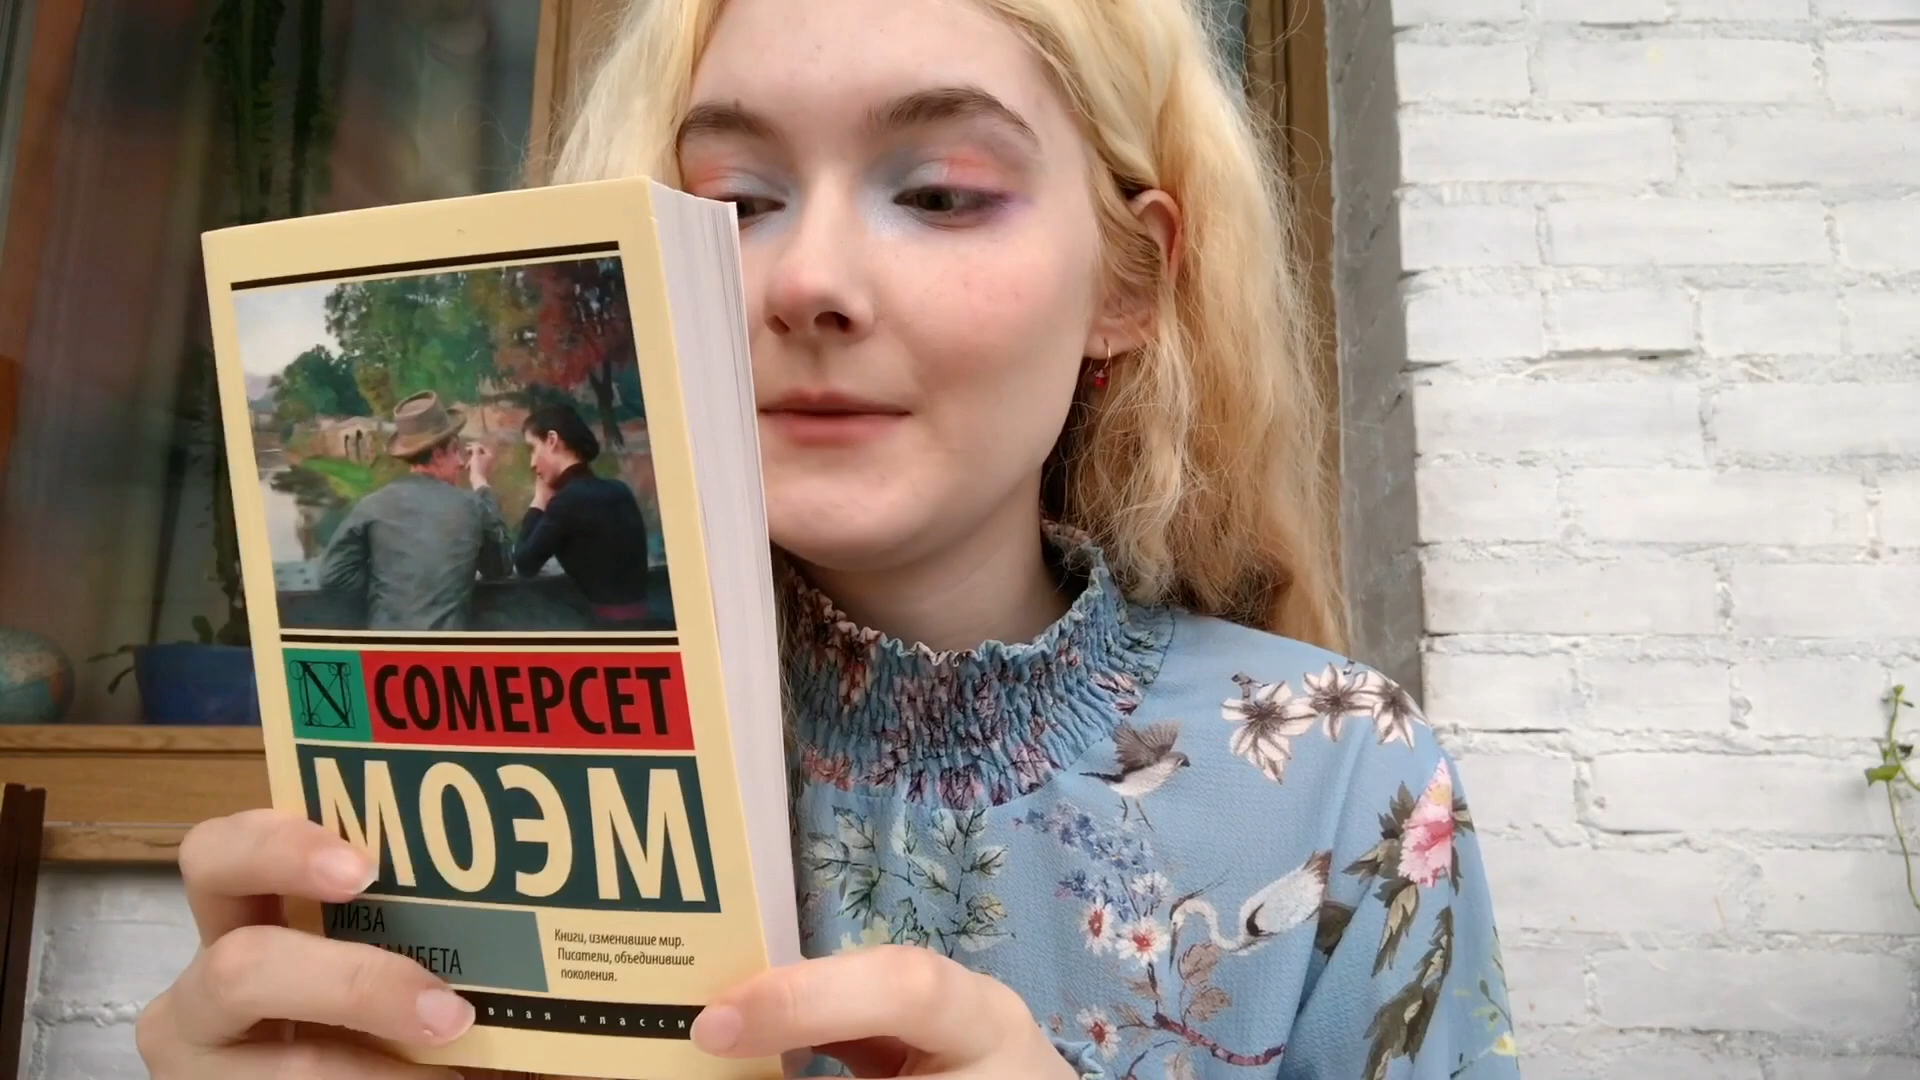 N
СОМЕРСЕТ
МОЭМ
ЛИЗА
Книги, изменившие мир.
Писатели, объединившие
поколения.